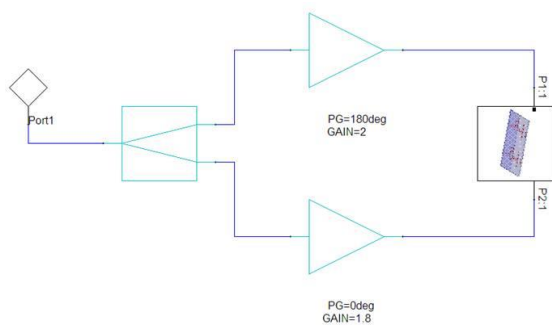 Port1
PG=180deg
GAIN=2
P1:1
P2:1
PG=0deg
GAIN=1.8